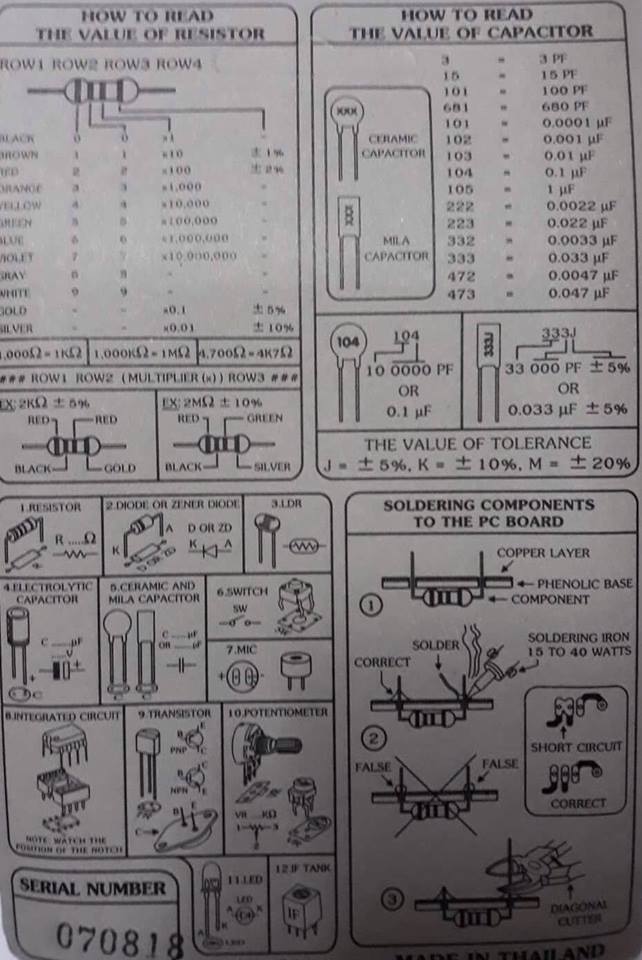 HOW TO READ
THE VALUE OF RESISTOR
ROW1 ROW2 ROW3 ROW4
BLACK 0 0 x1 -
BROWN 1 1 x10 ± 1%
RED 2 2 x100 ± 2%
ORANGE 3 3 x1,000 -
YELLOW 4 4 x10,000 -
GREEN 5 5 x100,000 -
BLUE 6 6 x1,000,000 -
VIOLET 7 7 x10,000,000 -
GRAY 8 8 - -
WHITE 9 9 - -
GOLD - - x0.1 ± 5%
SILVER - - x0.01 ± 10%
1,000Ω = 1KΩ 1,000KΩ = 1MΩ 4,700Ω = 4K7Ω
### ROW1 ROW2 (MULTIPLIER (x)) ROW3 ###
EX: 2KΩ ± 5%
RED RED
BLACK GOLD
EX: 2MΩ ± 10%
RED GREEN
BLACK SILVER
HOW TO READ
THE VALUE OF CAPACITOR
XXX
CERAMIC
CAPACITOR
XXX
MILA
CAPACITOR
3 = 3 PF
15 = 15 PF
101 = 100 PF
681 = 680 PF
101 = 0.0001 µF
102 = 0.001 µF
103 = 0.01 µF
104 = 0.1 µF
105 = 1 µF
222 = 0.0022 µF
223 = 0.022 µF
332 = 0.0033 µF
333 = 0.033 µF
472 = 0.0047 µF
473 = 0.047 µF
104 104
10 0000 PF
OR
0.1 µF
333J 333J
33 000 PF ± 5%
OR
0.033 µF ± 5%
THE VALUE OF TOLERANCE
J = ± 5%, K = ± 10%, M = ± 20%
1.RESISTOR
R ......Ω
2.DIODE OR ZENER DIODE
A D OR ZD
K K A
D OR ZD
3.LDR
4.ELECTROLYTIC
CAPACITOR
C ......µF
......V
+
+ C
5.CERAMIC AND
MILA CAPACITOR
C ......µF
OR ......
C C
6.SWITCH
SW
7.MIC
+ -
8.INTEGRATED CIRCUIT
NOTE: WATCH THE
POSITION OF THE NOTCH
9.TRANSISTOR
B E
PNP C
B C
NPN E
B E
C
10.POTENTIOMETER
VR ......KΩ
1 3
2
11.LED
LED
A K
A K
LED
12.IF TANK
IF
SERIAL NUMBER
070818
SOLDERING COMPONENTS
TO THE PC BOARD
COPPER LAYER
PHENOLIC BASE
COMPONENT
1
SOLDER
SOLDERING IRON
15 TO 40 WATTS
CORRECT
2
SHORT CIRCUIT
CORRECT
FALSE FALSE
3
DIAGONAL
CUTTER
MADE IN THAILAND